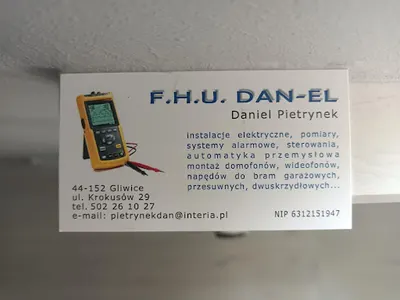 F.H.U. DAN-EL
Daniel Pietrynek
instalacje elektryczne, pomiary,
systemy alarmowe, sterowania,
automatyka przemysłowa
montaż domofonów, wideofonów,
napędów do bram garażowych,
przesuwnych, dwuskrzydłowych...
44-152 Gliwice
ul. Krokusów 29
tel. 502 26 10 27
e-mail: pietrynekdan@interia.pl
NIP 6312151947